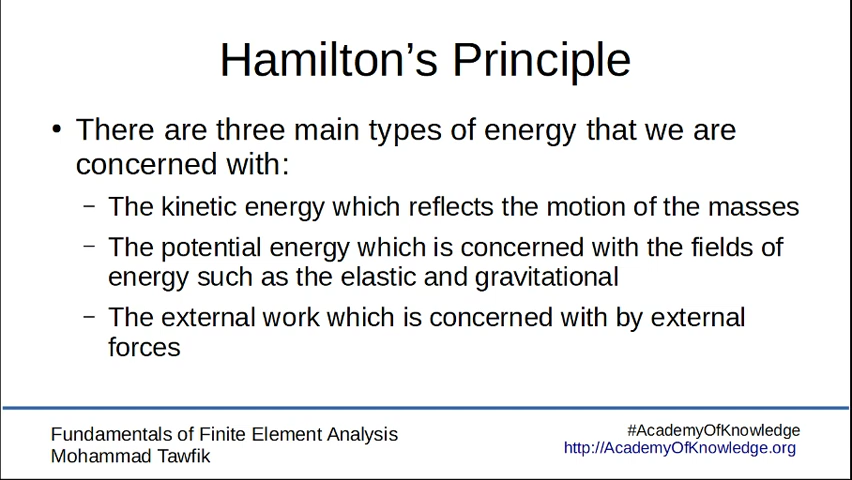 Hamilton’s Principle
• There are three main types of energy that we are
concerned with:
– The kinetic energy which reflects the motion of the masses
– The potential energy which is concerned with the fields of
energy such as the elastic and gravitational
– The external work which is concerned with by external
forces
Fundamentals of Finite Element Analysis
Mohammad Tawfik
#AcademyOfKnowledge
http://AcademyOfKnowledge.org